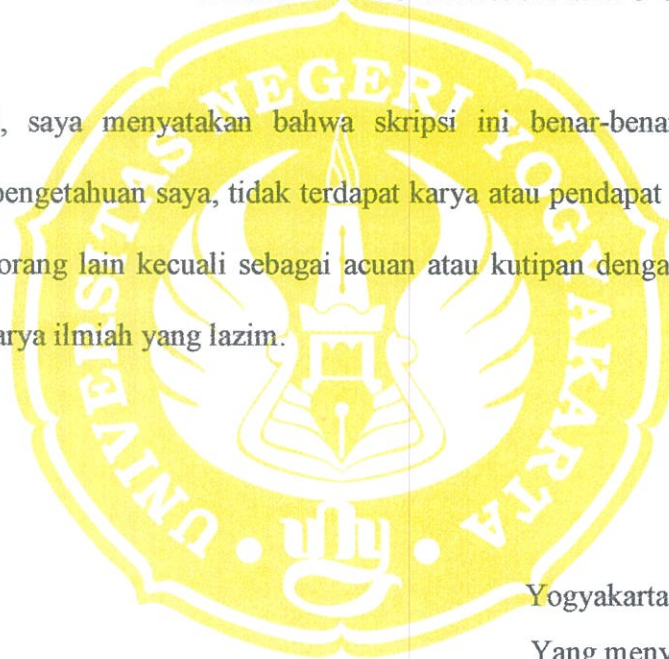 , saya menyatakan bahwa skripsi ini benar-benar
pengetahuan saya, tidak terdapat karya atau pendapat
orang lain kecuali sebagai acuan atau kutipan
arya ilmiah yang lazim.
UNIVERSITAS NEGERI YOGYAKARTA
uny
Yogyakarta
Yang